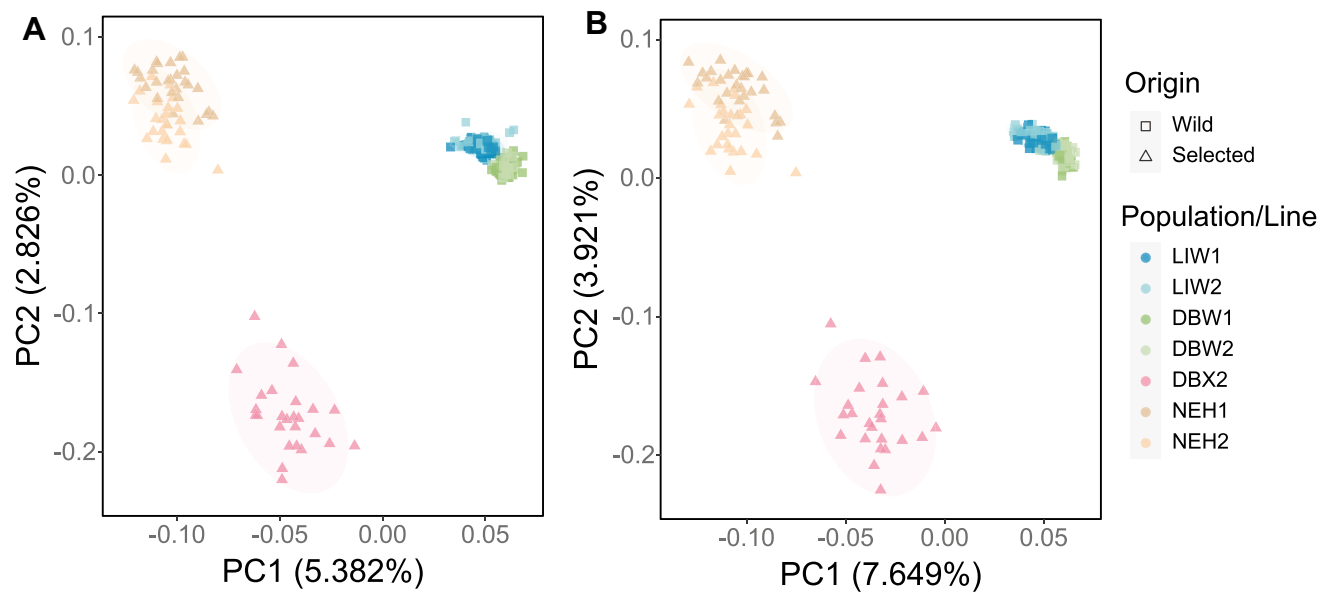 A
0.1
0.0
-0.1
-0.2
PC2 (2.826%)
-0.10 -0.05 0.00 0.05
PC1 (5.382%)
B
0.1
0.0
-0.1
-0.2
PC2 (3.921%)
-0.10 -0.05 0.00 0.05
PC1 (7.649%)
Origin
Wild
Selected
Population/Line
LIW1
LIW2
DBW1
DBW2
DBX2
NEH1
NEH2